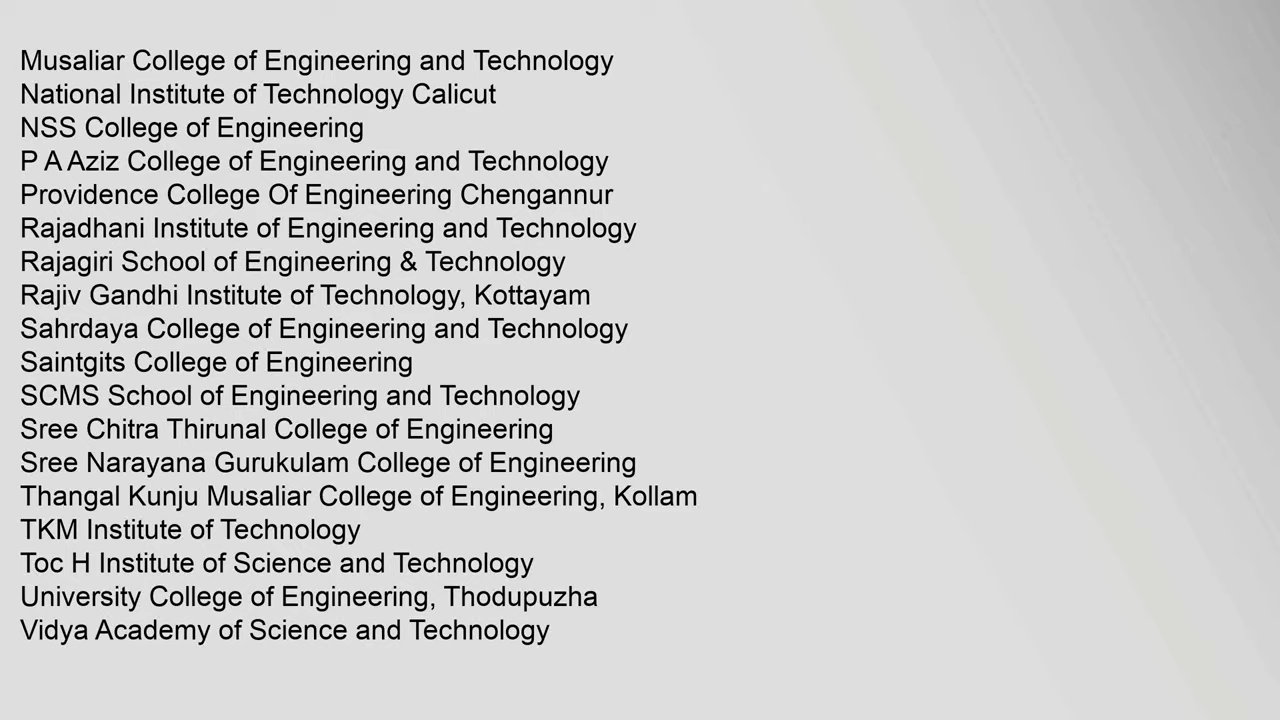 Musaliar College of Engineering and Technology
National Institute of Technology Calicut
NSS College of Engineering
P A Aziz College of Engineering and Technology
Providence College Of Engineering Chengannur
Rajadhani Institute of Engineering and Technology
Rajagiri School of Engineering & Technology
Rajiv Gandhi Institute of Technology, Kottayam
Sahrdaya College of Engineering and Technology
Saintgits College of Engineering
SCMS School of Engineering and Technology
Sree Chitra Thirunal College of Engineering
Sree Narayana Gurukulam College of Engineering
Thangal Kunju Musaliar College of Engineering, Kollam
TKM Institute of Technology
Toc H Institute of Science and Technology
University College of Engineering, Thodupuzha
Vidya Academy of Science and Technology